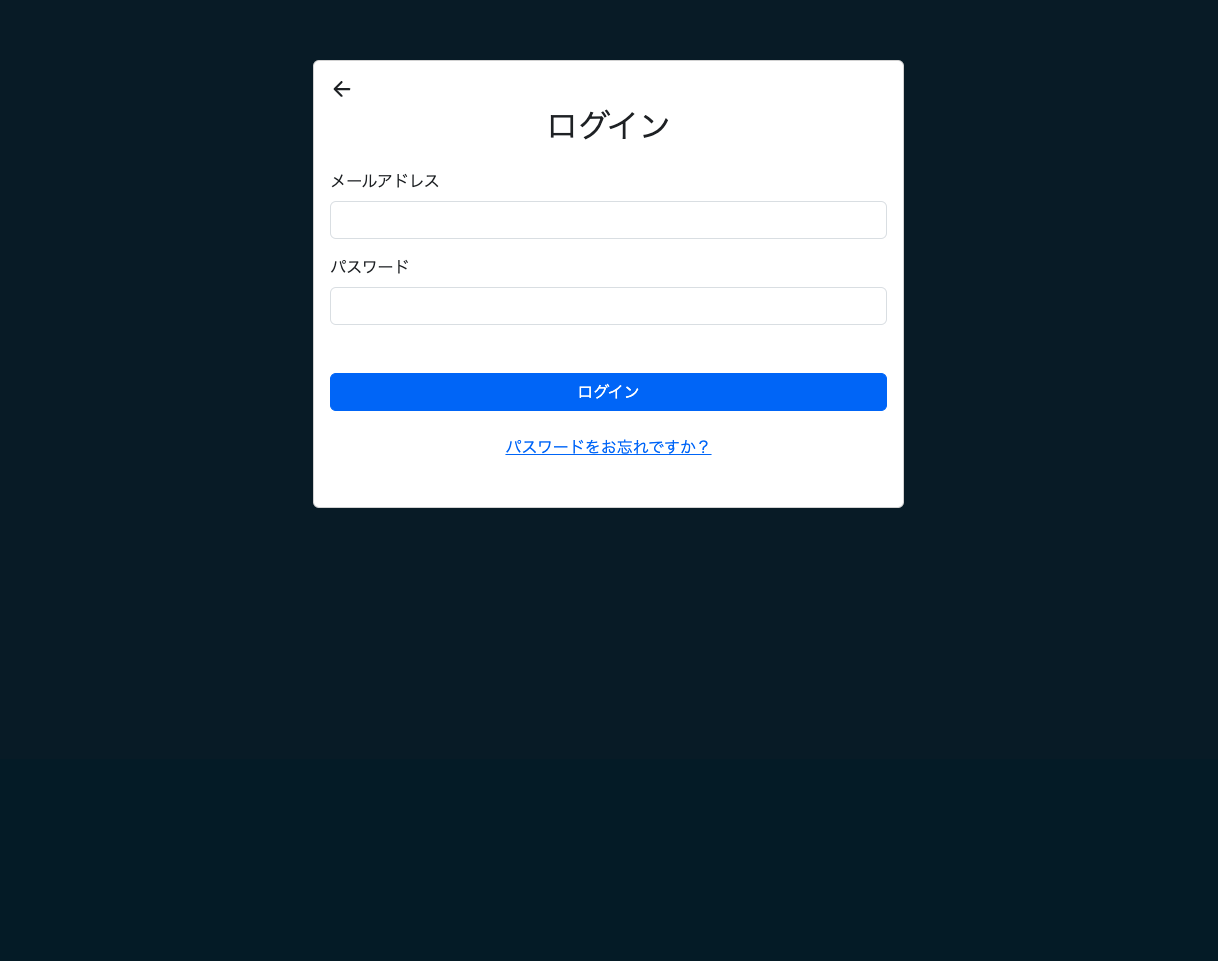 ログイン
メールアドレス
パスワード
ログイン
パスワードをお忘れですか？